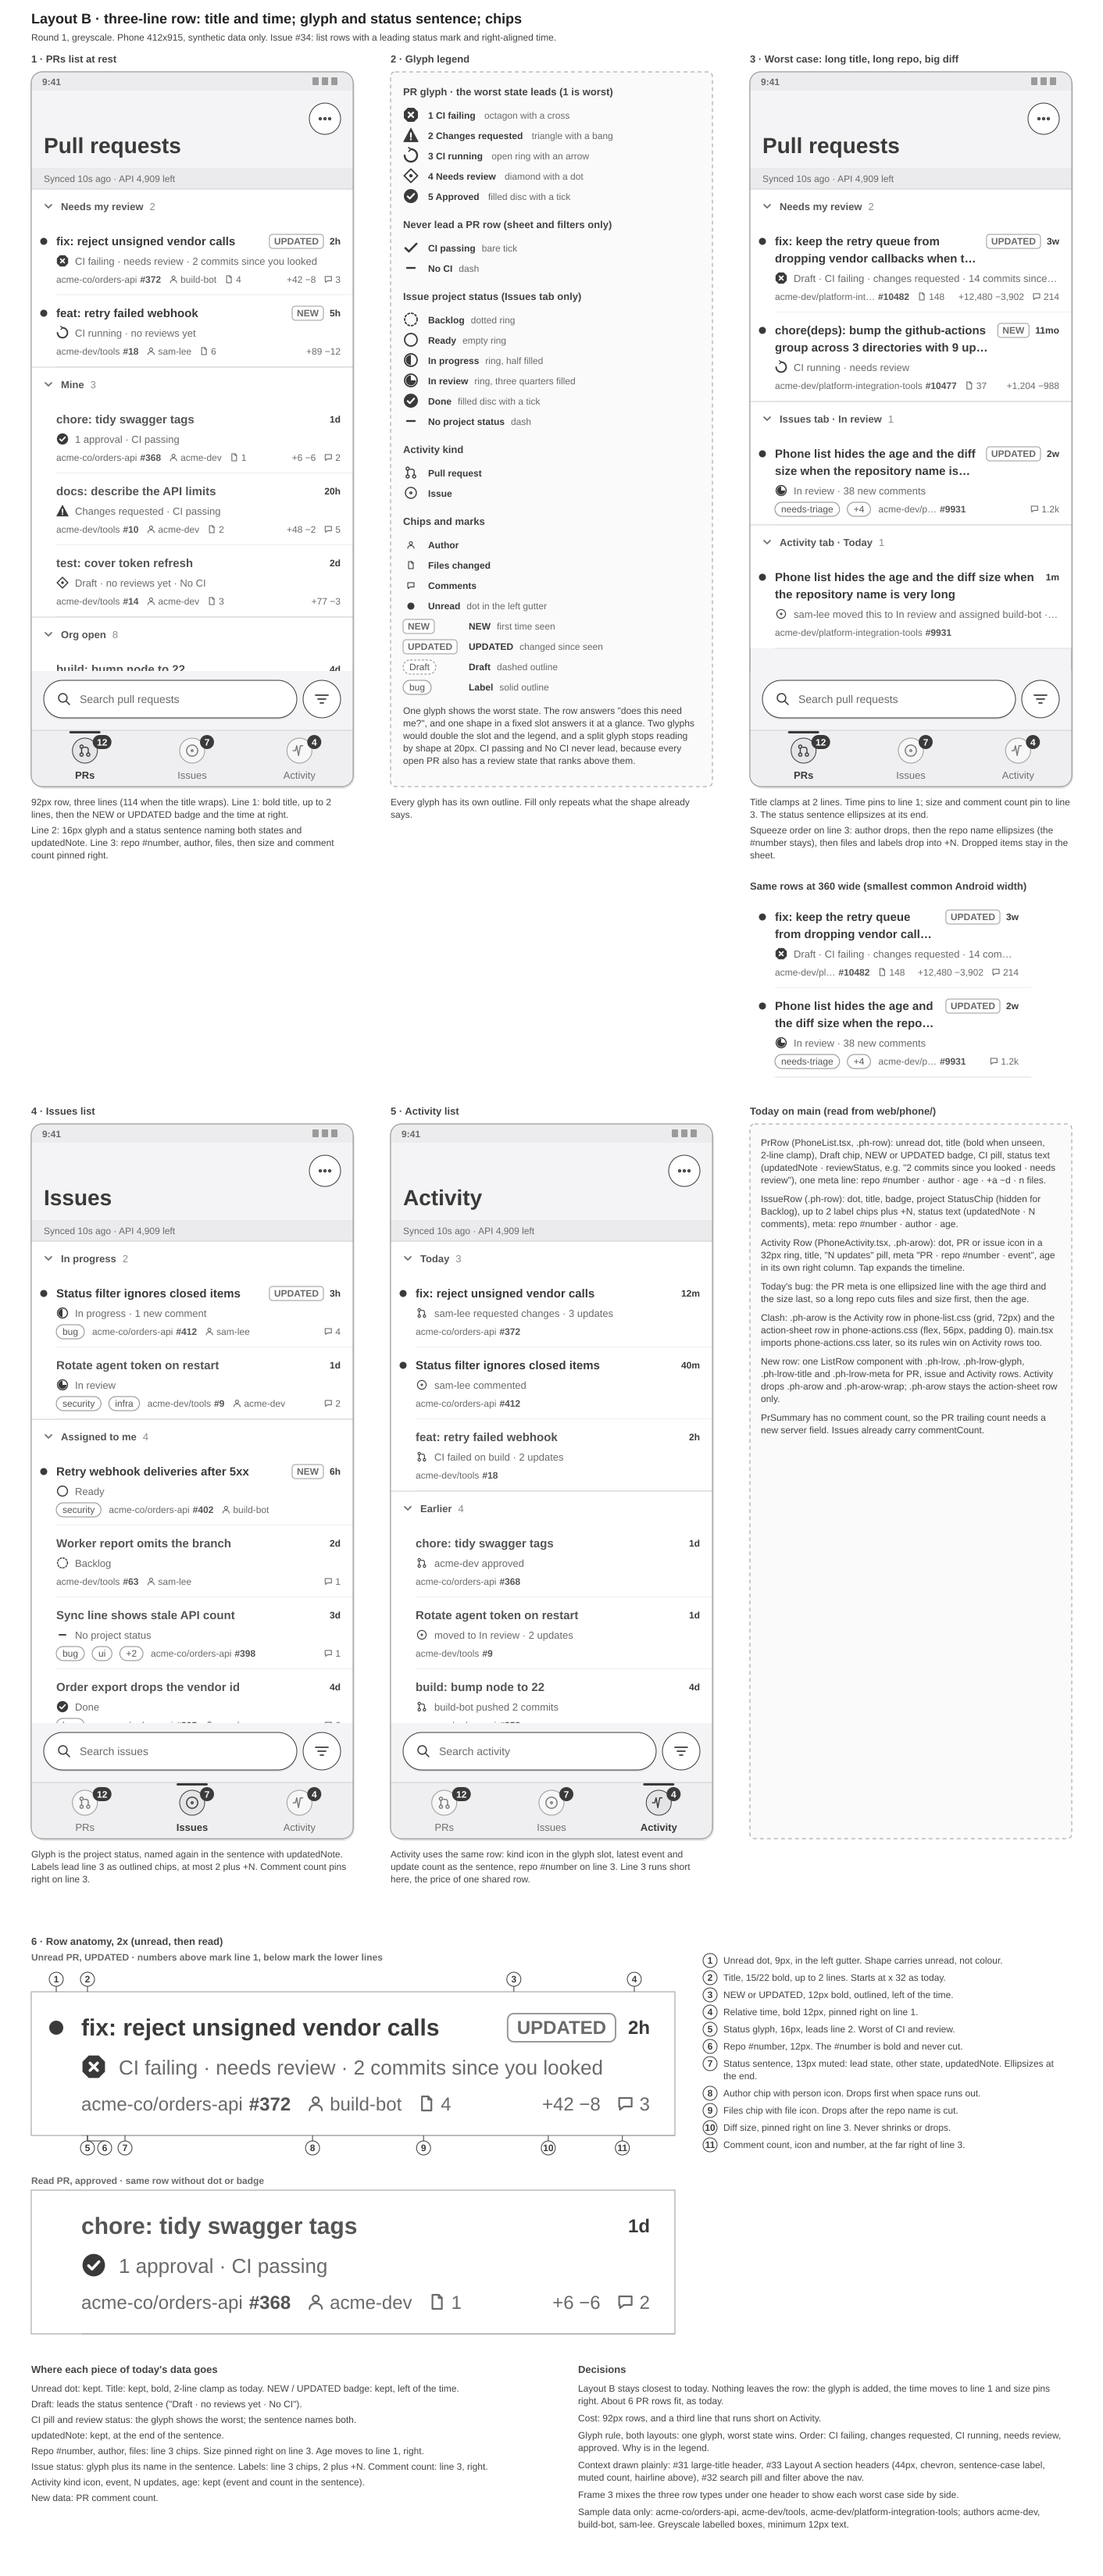 Layout B · three-line row: title and time; glyph and status sentence; chips
Round 1, greyscale. Phone 412x915, synthetic data only. Issue #34: list rows with a leading status mark and right-aligned time.
1 · PRs list at rest
9:41
Pull requests
Synced 10s ago · API 4,909 left
Needs my review 2
fix: reject unsigned vendor calls UPDATED 2h
CI failing · needs review · 2 commits since you looked
acme-co/orders-api #372 build-bot 4 +42 −8 3
feat: retry failed webhook NEW 5h
CI running · no reviews yet
acme-dev/tools #18 sam-lee 6 +89 −12
Mine 3
chore: tidy swagger tags 1d
1 approval · CI passing
acme-co/orders-api #368 acme-dev 1 +6 −6 2
docs: describe the API limits 20h
Changes requested · CI passing
acme-dev/tools #10 acme-dev 2 +48 −2 5
test: cover token refresh 2d
Draft · no reviews yet · No CI
acme-dev/tools #14 acme-dev 3 +77 −3
Org open 8
build: bump node to 22 4d
Search pull requests
12 7 4
PRs Issues Activity
92px row, three lines (114 when the title wraps). Line 1: bold title, up to 2
lines, then the NEW or UPDATED badge and the time at right.
Line 2: 16px glyph and a status sentence naming both states and
updatedNote. Line 3: repo #number, author, files, then size and comment
count pinned right.
2 · Glyph legend
PR glyph · the worst state leads (1 is worst)
1 CI failing octagon with a cross
2 Changes requested triangle with a bang
3 CI running open ring with an arrow
4 Needs review diamond with a dot
5 Approved filled disc with a tick
Never lead a PR row (sheet and filters only)
CI passing bare tick
No CI dash
Issue project status (Issues tab only)
Backlog dotted ring
Ready empty ring
In progress ring, half filled
In review ring, three quarters filled
Done filled disc with a tick
No project status dash
Activity kind
Pull request
Issue
Chips and marks
Author
Files changed
Comments
Unread dot in the left gutter
NEW NEW first time seen
UPDATED UPDATED changed since seen
Draft Draft dashed outline
bug Label solid outline
One glyph shows the worst state. The row answers "does this need
me?", and one shape in a fixed slot answers it at a glance. Two glyphs
would double the slot and the legend, and a split glyph stops reading
by shape at 20px. CI passing and No CI never lead, because every
open PR also has a review state that ranks above them.
Every glyph has its own outline. Fill only repeats what the shape already
says.
3 · Worst case: long title, long repo, big diff
9:41
Pull requests
Synced 10s ago · API 4,909 left
Needs my review 2
fix: keep the retry queue from UPDATED 3w
dropping vendor callbacks when t…
Draft · CI failing · changes requested · 14 commits since…
acme-dev/platform-int… #10482 148 +12,480 −3,902 214
chore(deps): bump the github-actions NEW 11mo
group across 3 directories with 9 up…
CI running · needs review
acme-dev/platform-integration-tools #10477 37 +1,204 −988
Issues tab · In review 1
Phone list hides the age and the diff UPDATED 2w
size when the repository name is…
In review · 38 new comments
needs-triage +4 acme-dev/p… #9931 1.2k
Activity tab · Today 1
Phone list hides the age and the diff size when 1m
the repository name is very long
sam-lee moved this to In review and assigned build-bot ·…
acme-dev/platform-integration-tools #9931
Search pull requests
12 7 4
PRs Issues Activity
Title clamps at 2 lines. Time pins to line 1; size and comment count pin to line
3. The status sentence ellipsizes at its end.
Squeeze order on line 3: author drops, then the repo name ellipsizes (the
#number stays), then files and labels drop into +N. Dropped items stay in the
sheet.
Same rows at 360 wide (smallest common Android width)
fix: keep the retry queue UPDATED 3w
from dropping vendor call…
Draft · CI failing · changes requested · 14 com…
acme-dev/pl… #10482 148 +12,480 −3,902 214
Phone list hides the age and UPDATED 2w
the diff size when the repo…
In review · 38 new comments
needs-triage +4 acme-dev/p… #9931 1.2k
4 · Issues list
9:41
Issues
Synced 10s ago · API 4,909 left
In progress 2
Status filter ignores closed items UPDATED 3h
In progress · 1 new comment
bug acme-co/orders-api #412 sam-lee 4
Rotate agent token on restart 1d
In review
security infra acme-dev/tools #9 acme-dev 2
Assigned to me 4
Retry webhook deliveries after 5xx NEW 6h
Ready
security acme-co/orders-api #402 build-bot
Worker report omits the branch 2d
Backlog
acme-dev/tools #63 sam-lee 1
Sync line shows stale API count 3d
No project status
bug ui +2 acme-co/orders-api #398 1
Order export drops the vendor id 4d
Done
Search issues
12 7 4
PRs Issues Activity
Glyph is the project status, named again in the sentence with updatedNote.
Labels lead line 3 as outlined chips, at most 2 plus +N. Comment count pins
right on line 3.
5 · Activity list
9:41
Activity
Synced 10s ago · API 4,909 left
Today 3
fix: reject unsigned vendor calls 12m
sam-lee requested changes · 3 updates
acme-co/orders-api #372
Status filter ignores closed items 40m
sam-lee commented
acme-co/orders-api #412
feat: retry failed webhook 2h
CI failed on build · 2 updates
acme-dev/tools #18
Earlier 4
chore: tidy swagger tags 1d
acme-dev approved
acme-co/orders-api #368
Rotate agent token on restart 1d
moved to In review · 2 updates
acme-dev/tools #9
build: bump node to 22 4d
build-bot pushed 2 commits
Search activity
12 7 4
PRs Issues Activity
Activity uses the same row: kind icon in the glyph slot, latest event and
update count as the sentence, repo #number on line 3. Line 3 runs short
here, the price of one shared row.
Today on main (read from web/phone/)
PrRow (PhoneList.tsx, .ph-row): unread dot, title (bold when unseen,
2-line clamp), Draft chip, NEW or UPDATED badge, CI pill, status text
(updatedNote · reviewStatus, e.g. "2 commits since you looked · needs
review"), one meta line: repo #number · author · age · +a −d · n files.
IssueRow (.ph-row): dot, title, badge, project StatusChip (hidden for
Backlog), up to 2 label chips plus +N, status text (updatedNote · N
comments), meta: repo #number · author · age.
Activity Row (PhoneActivity.tsx, .ph-arow): dot, PR or issue icon in a
32px ring, title, "N updates" pill, meta "PR · repo #number · event", age
in its own right column. Tap expands the timeline.
Today's bug: the PR meta is one ellipsized line with the age third and
the size last, so a long repo cuts files and size first, then the age.
Clash: .ph-arow is the Activity row in phone-list.css (grid, 72px) and the
action-sheet row in phone-actions.css (flex, 56px, padding 0). main.tsx
imports phone-actions.css later, so its rules win on Activity rows too.
New row: one ListRow component with .ph-lrow, .ph-lrow-glyph,
.ph-lrow-title and .ph-lrow-meta for PR, issue and Activity rows. Activity
drops .ph-arow and .ph-arow-wrap; .ph-arow stays the action-sheet row
only.
PrSummary has no comment count, so the PR trailing count needs a
new server field. Issues already carry commentCount.
6 · Row anatomy, 2x (unread, then read)
Unread PR, UPDATED · numbers above mark line 1, below mark the lower lines
1 2 3 4
fix: reject unsigned vendor calls UPDATED 2h
CI failing · needs review · 2 commits since you looked
acme-co/orders-api #372 build-bot 4 +42 −8 3
5 6 7 8 9 10 11
1 Unread dot, 9px, in the left gutter. Shape carries unread, not colour.
2 Title, 15/22 bold, up to 2 lines. Starts at x 32 as today.
3 NEW or UPDATED, 12px bold, outlined, left of the time.
4 Relative time, bold 12px, pinned right on line 1.
5 Status glyph, 16px, leads line 2. Worst of CI and review.
6 Repo #number, 12px. The #number is bold and never cut.
7 Status sentence, 13px muted: lead state, other state, updatedNote. Ellipsizes at
the end.
8 Author chip with person icon. Drops first when space runs out.
9 Files chip with file icon. Drops after the repo name is cut.
10 Diff size, pinned right on line 3. Never shrinks or drops.
11 Comment count, icon and number, at the far right of line 3.
Read PR, approved · same row without dot or badge
chore: tidy swagger tags 1d
1 approval · CI passing
acme-co/orders-api #368 acme-dev 1 +6 −6 2
Where each piece of today's data goes
Unread dot: kept. Title: kept, bold, 2-line clamp as today. NEW / UPDATED badge: kept, left of the time.
Draft: leads the status sentence ("Draft · no reviews yet · No CI").
CI pill and review status: the glyph shows the worst; the sentence names both.
updatedNote: kept, at the end of the sentence.
Repo #number, author, files: line 3 chips. Size pinned right on line 3. Age moves to line 1, right.
Issue status: glyph plus its name in the sentence. Labels: line 3 chips, 2 plus +N. Comment count: line 3, right.
Activity kind icon, event, N updates, age: kept (event and count in the sentence).
New data: PR comment count.
Decisions
Layout B stays closest to today. Nothing leaves the row: the glyph is added, the time moves to line 1 and size pins
right. About 6 PR rows fit, as today.
Cost: 92px rows, and a third line that runs short on Activity.
Glyph rule, both layouts: one glyph, worst state wins. Order: CI failing, changes requested, CI running, needs review,
approved. Why is in the legend.
Context drawn plainly: #31 large-title header, #33 Layout A section headers (44px, chevron, sentence-case label,
muted count, hairline above), #32 search pill and filter above the nav.
Frame 3 mixes the three row types under one header to show each worst case side by side.
Sample data only: acme-co/orders-api, acme-dev/tools, acme-dev/platform-integration-tools; authors acme-dev,
build-bot, sam-lee. Greyscale labelled boxes, minimum 12px text.